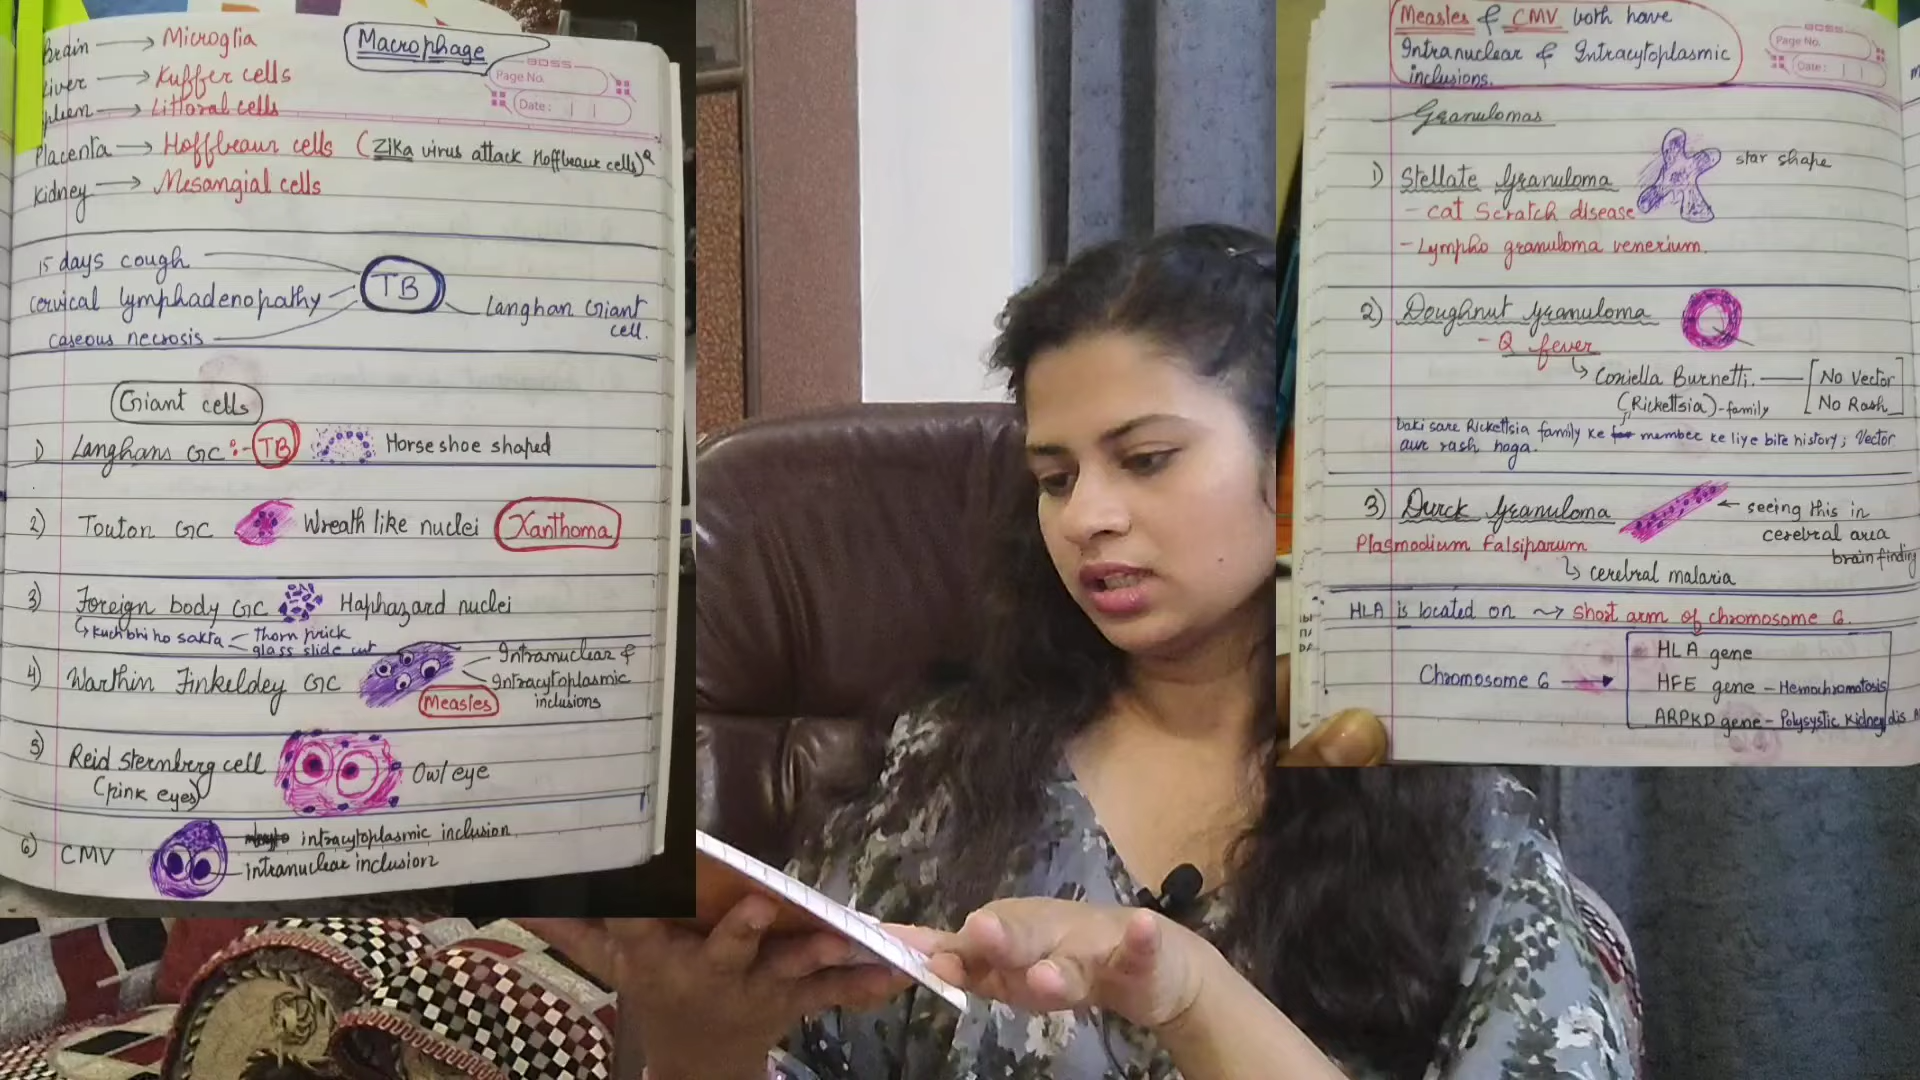 Brain → Microglia
Macrophage
Liver → Kuffer cells
BOSS
Page No.
spleen → Littoral cells
Date:
Placenta → Hoffbeaur cells (Zika virus attack Hoffbeaur cells)Q
Kidney → Mesangial cells
15 days cough
cervical lymphadenopathy
TB
Langhan Giant
cell.
caseous necrosis
Giant cells
1) Langhans GC :- TB Horse shoe shaped
2) Touton GC Wreath like nuclei Xanthoma
3) Foreign body GC Haphazard nuclei
↳ Kuch bhi ho sakta - Thorn prick
glass slide cut
4) Warthin Finkeldey GC
Intranuclear &
Intracytoplasmic
inclusions
Measles
5) Reid sternberg cell Owl eye
(pink eyes)
6) CMV
intracytoplasmic inclusion
intranuclear inclusion
Measles & CMV both have
Intranuclear & Intracytoplasmic
inclusions.
BOSS
Page No.
Date:
Granulomas
1) Stellate Granuloma star shape
- Cat Scratch disease
- Lympho granuloma venerium.
2) Doughnut Granuloma
- Q fever
↳ Coxiella Burnetti. — No Vector
(Rickettsia)-family No Rash
baki sare Rickettsia family ke member ke liye bite history; Vector
aur rash hoga.
3) Durck Granuloma ← seeing this in
cerebral area
brain finding
Plasmodium Falsiparum
↳ cerebral malaria
HLA is located on → Short arm of chromosome 6.
Chromosome 6 →
HLA gene
HFE gene - Hemochromatosis
ARPKD gene - Polysystic Kidney dis